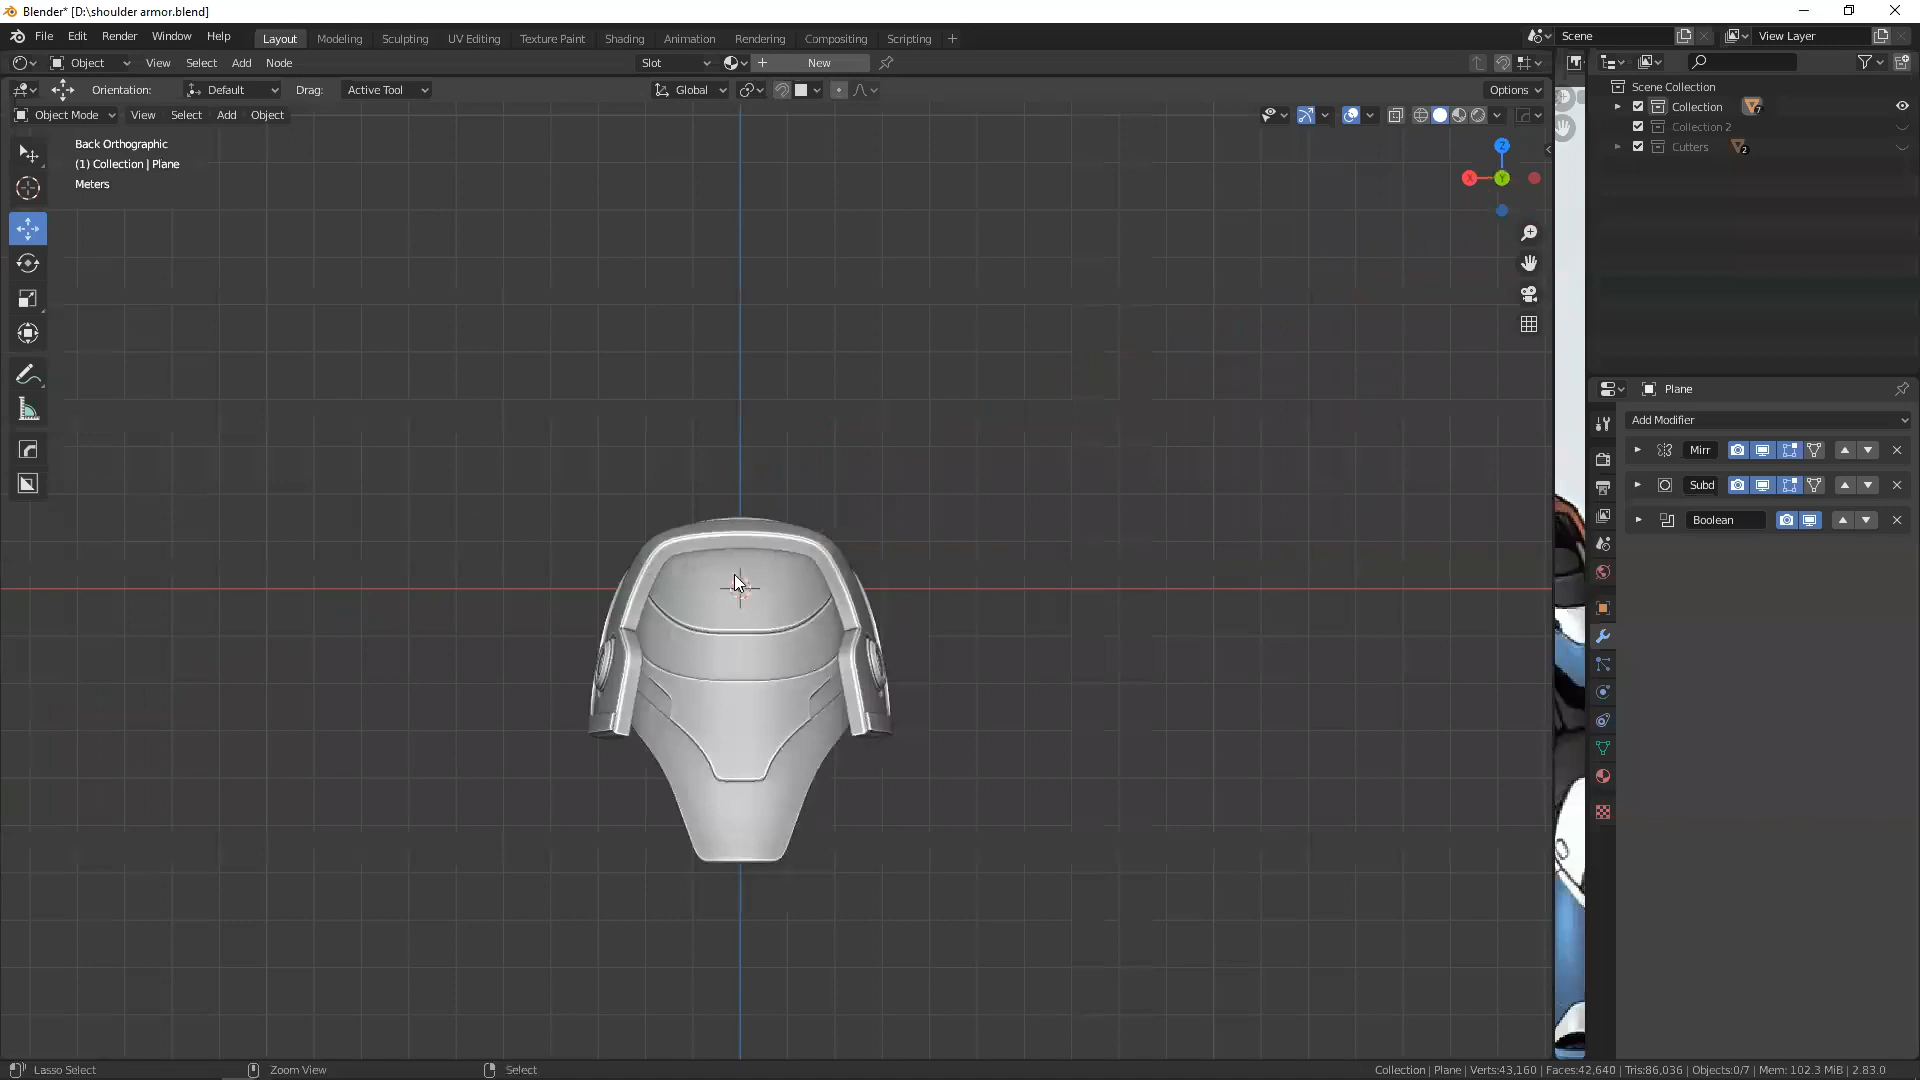 Blender* [D:\shoulder armor.blend]
File Edit Render Window Help Layout Modeling Sculpting UV Editing Texture Paint Shading Animation Rendering Compositing Scripting + Scene View Layer
Object View Select Add Node Slot New
Orientation: Default Drag: Active Tool Global Options
Object Mode View Select Add Object
Back Orthographic
(1) Collection | Plane
Meters
Z
X
Y
Scene Collection
Collection 7
Collection 2
Cutters 2
Plane
Add Modifier
Mirr
Subd
Boolean
Lasso Select Zoom View Select Collection | Plane | Verts:43,160 | Faces:42,640 | Tris:86,036 | Objects:0/7 | Mem: 102.3 MiB | 2.83.0